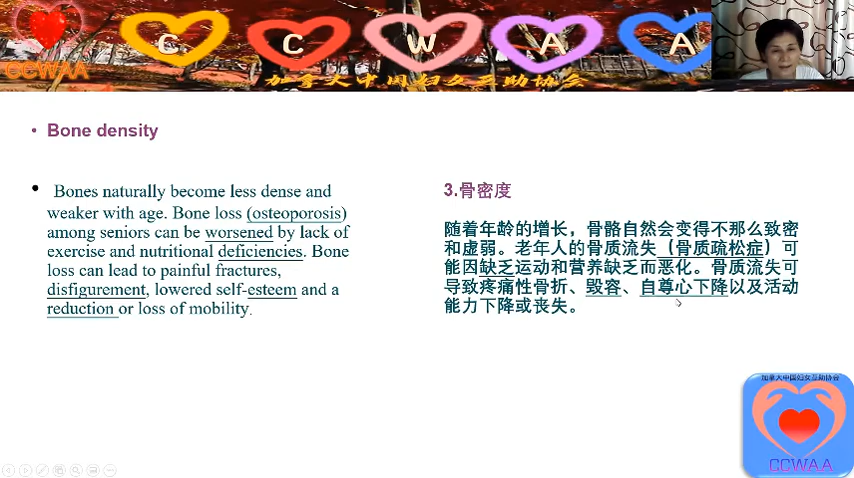 C C W A A
CCWAA
加拿大中国妇女互助协会
• Bone density
• Bones naturally become less dense and
weaker with age. Bone loss (osteoporosis)
among seniors can be worsened by lack of
exercise and nutritional deficiencies. Bone
loss can lead to painful fractures,
disfigurement, lowered self-esteem and a
reduction or loss of mobility.
3.骨密度
随着年龄的增长，骨骼自然会变得不那么致密
和虚弱。老年人的骨质流失（骨质疏松症）可
能因缺乏运动和营养缺乏而恶化。骨质流失可
导致疼痛性骨折、毁容、自尊心下降以及活动
能力下降或丧失。
加拿大中国妇女互助协会
CCWAA